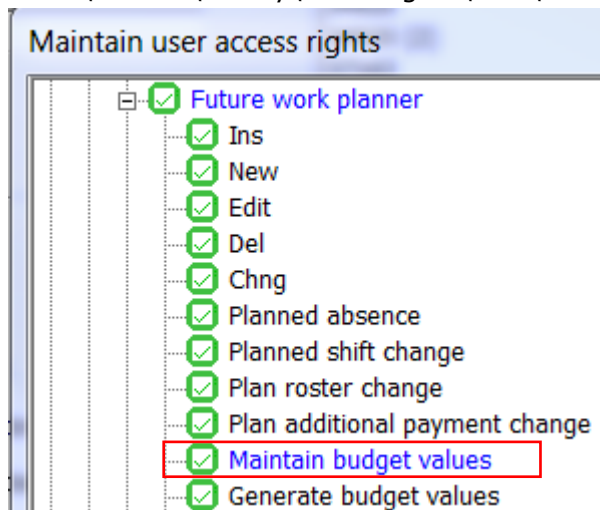 Maintain user access rights
Future work planner
Ins
New
Edit
Del
Chng
Planned absence
Planned shift change
Plan roster change
Plan additional payment change
Maintain budget values
Generate budget values